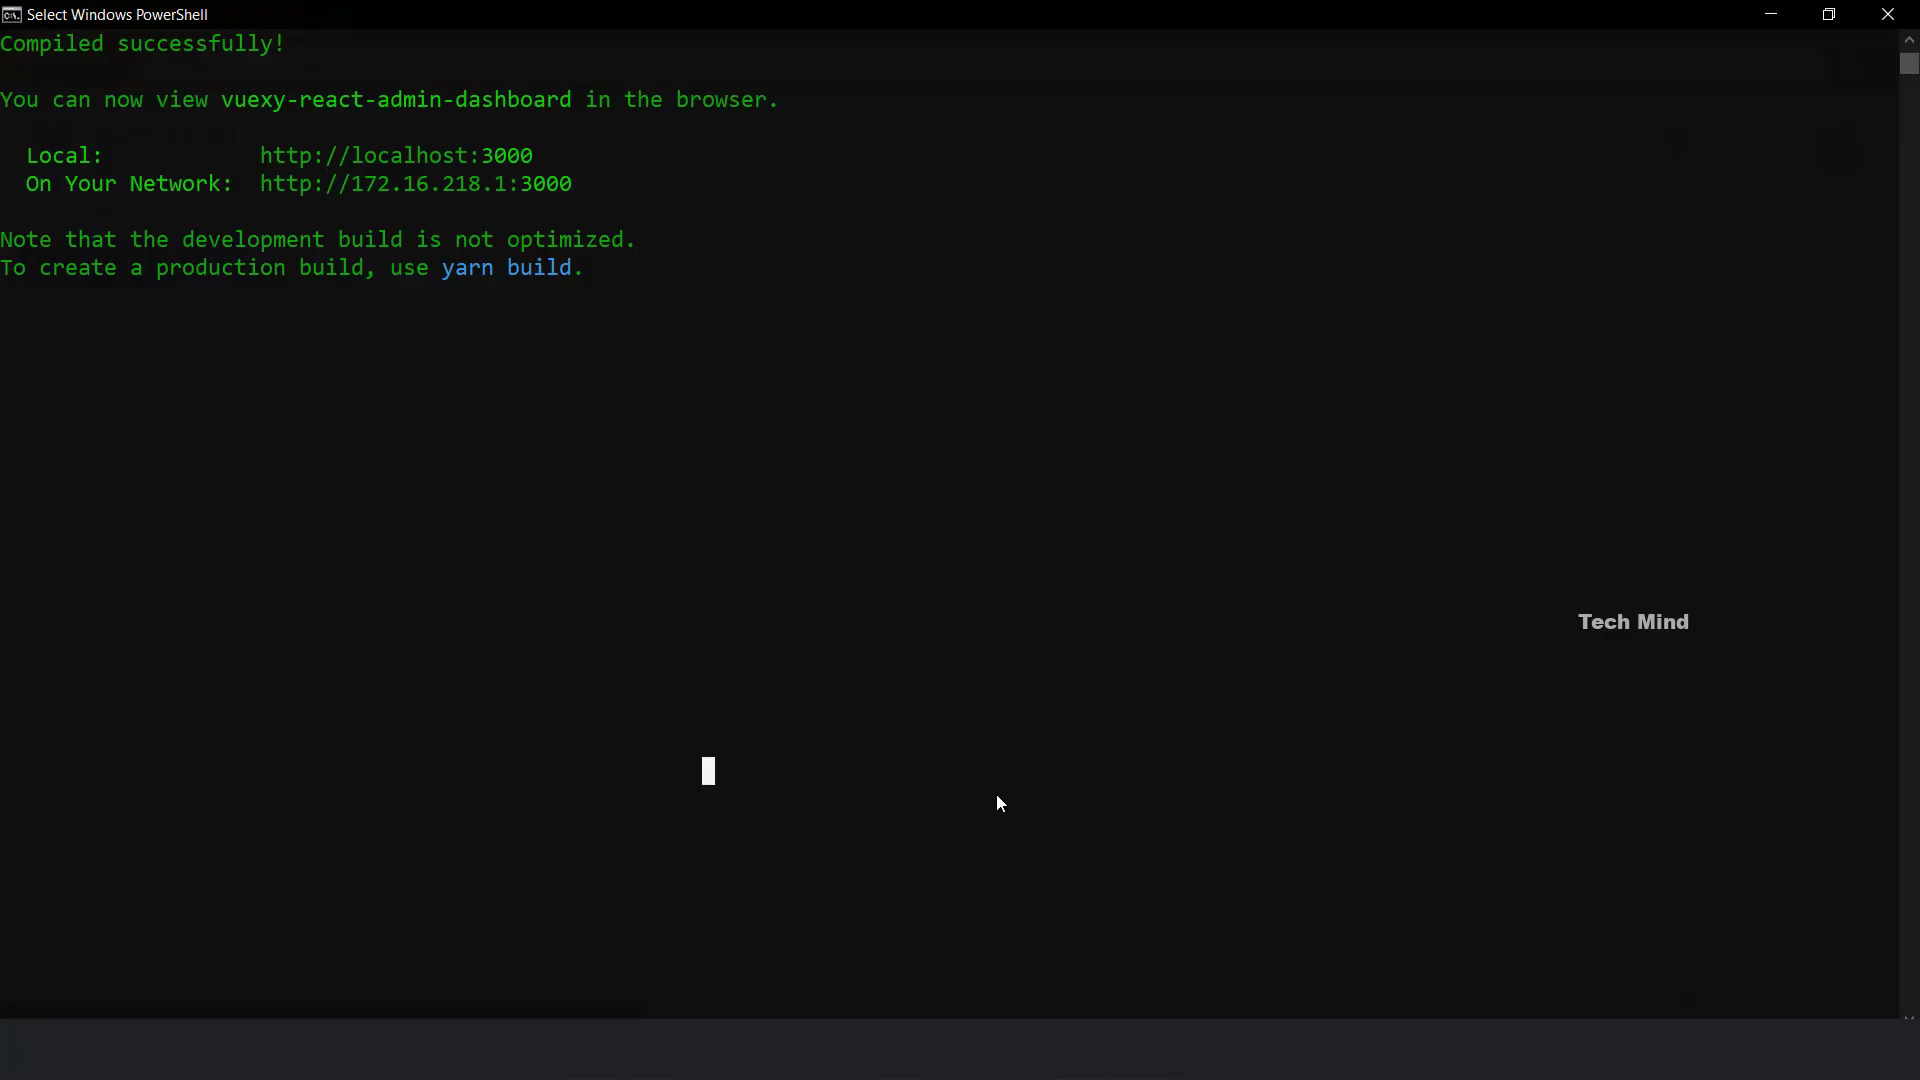 Select Windows PowerShell
Compiled successfully!
You can now view vuexy-react-admin-dashboard in the browser.
Local: http://localhost:3000
On Your Network: http://172.16.218.1:3000
Note that the development build is not optimized.
To create a production build, use yarn build.
Tech Mind